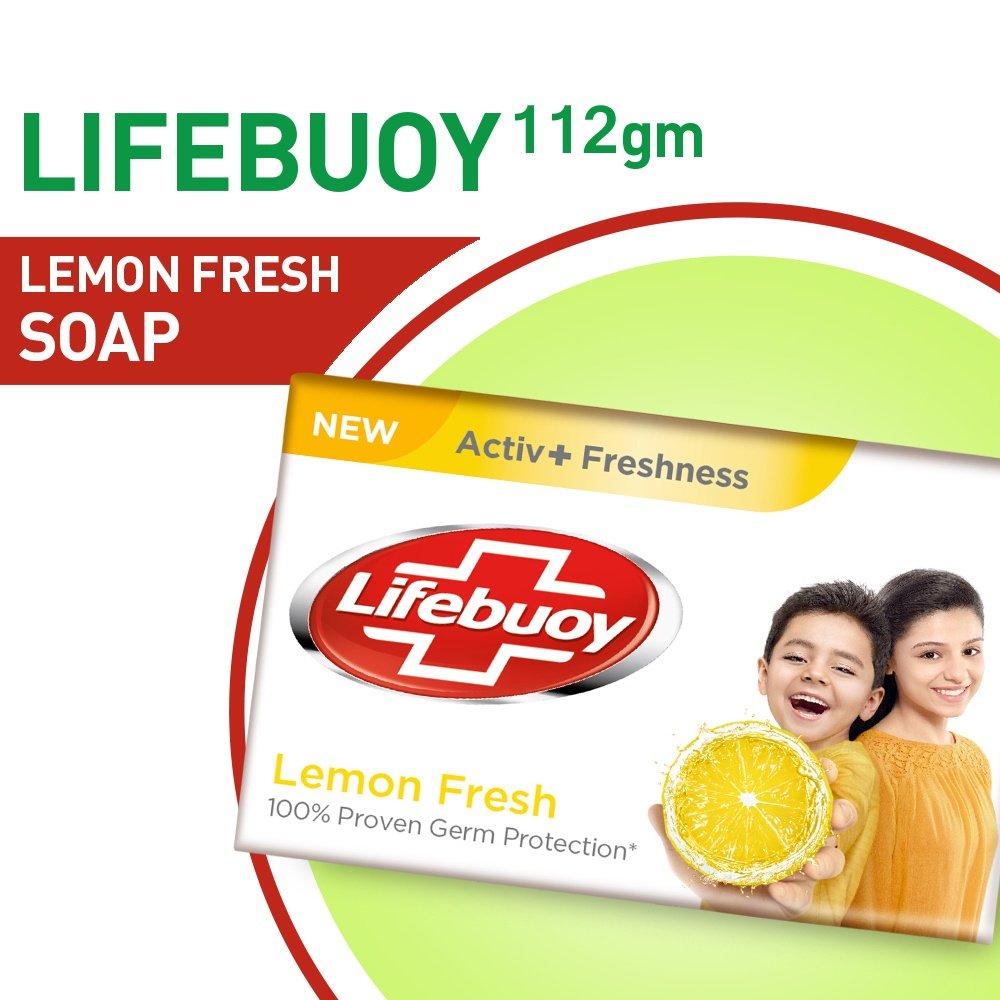 LIFEBUOY 112gm
LEMON FRESH
SOAP
NEW
Activ+ Freshness
Lifebuoy
Lemon Fresh
100% Proven Germ Protection*